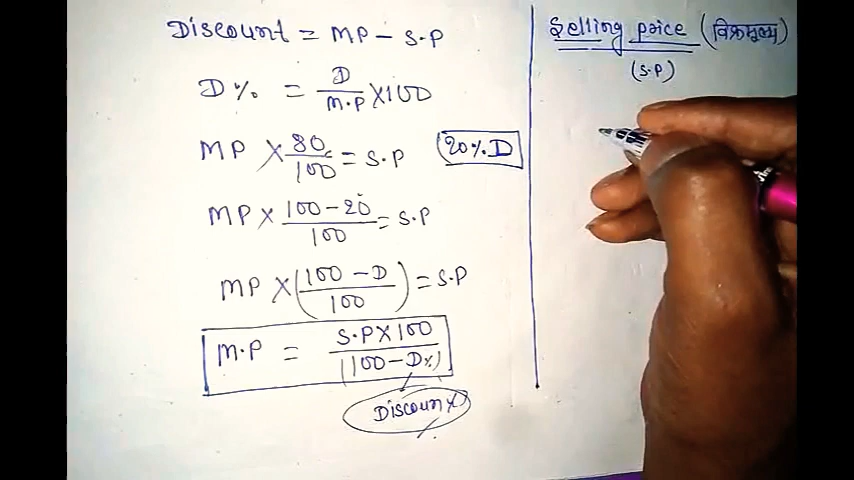 Discount = MP - S.P
D% = D/M.P × 100
MP × 80/100 = S.P
20% D
MP × 100-20/100 = S.P
MP × (100-D/100) = S.P
M.P = S.P×100/(100-D%)
Discount
Selling price (विक्रमूल्य)
(S.P)